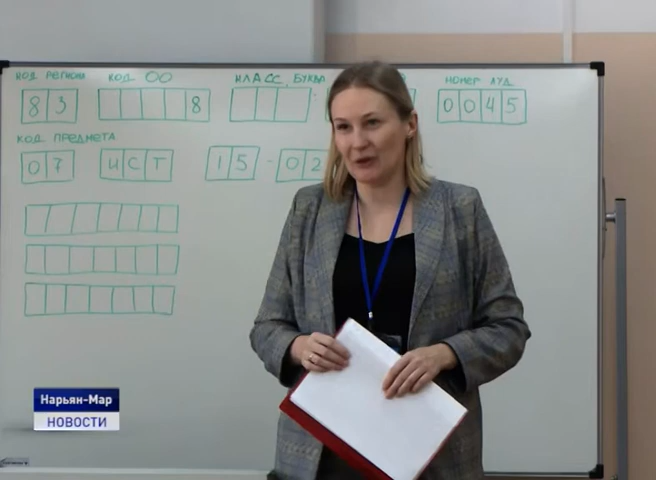 КОД РЕГИОНА КОД ОО КЛАСС, БУКВА НОМЕР АУД.
83 8 0045
КОД ПРЕДМЕТА
07 ИСТ 15-02
Нарьян-Мар
НОВОСТИ